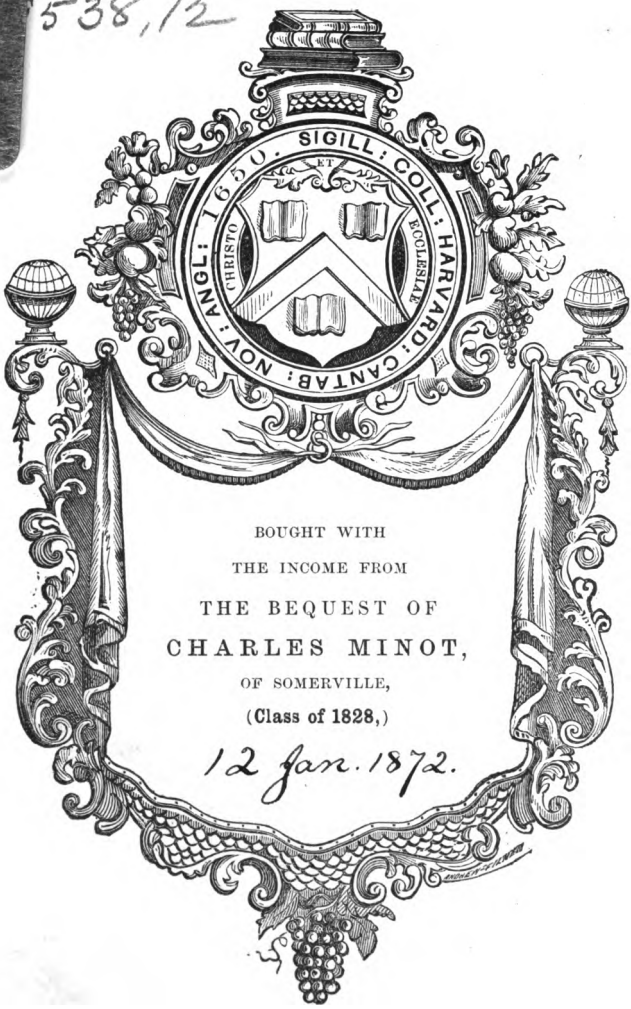 538,12
SIGILL: COLL: HARVARD: CANTAB: NOV: ANGL: 1650.
CHRISTO
ET
ECCLESIAE
BOUGHT WITH
THE INCOME FROM
THE BEQUEST OF
CHARLES MINOT,
OF SOMERVILLE,
(Class of 1828,)
12 Jan. 1872.